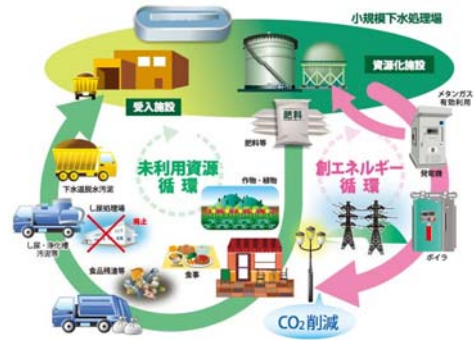 小規模下水処理場
資源化施設
受入施設
メタンガス
有効利用
肥料
肥料等
発電機
未利用資源
循環
創エネルギー
循環
作物・植物
下水道脱水汚泥
し尿処理場
廃止
し尿・浄化槽
汚泥等
食品残渣等
食事
ボイラ
CO₂削減